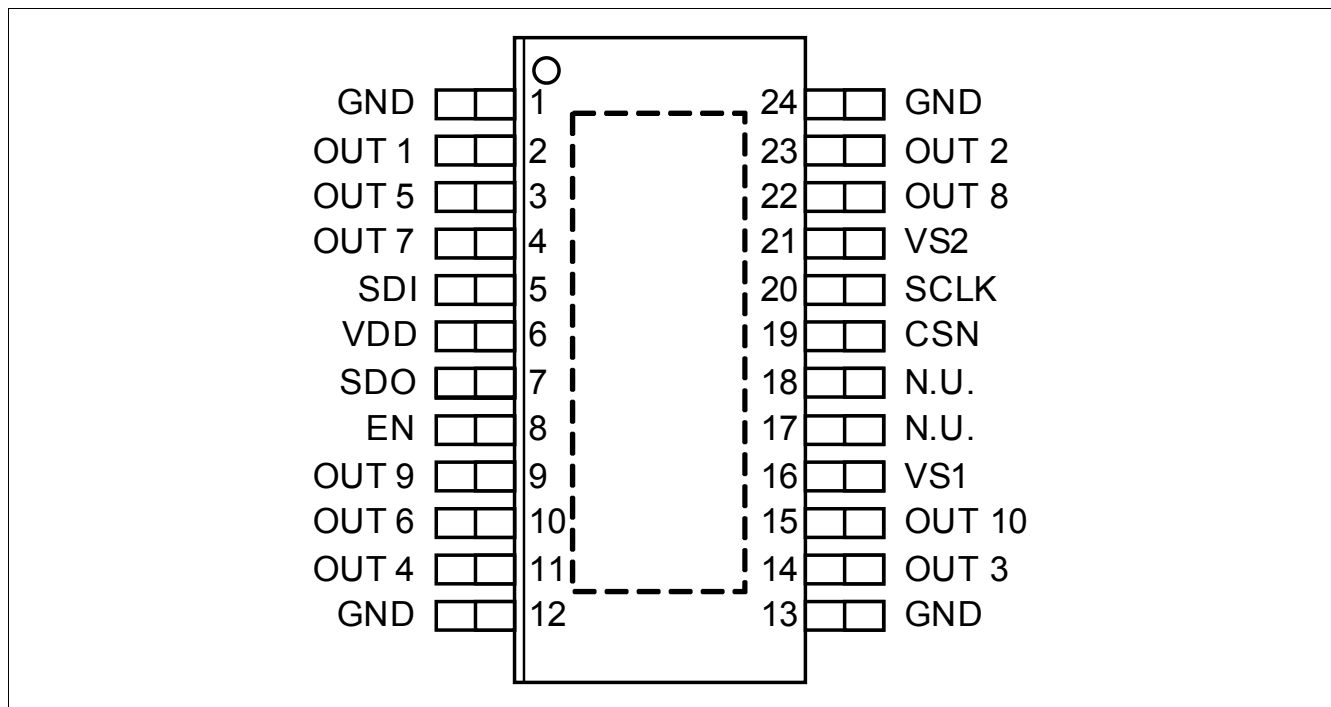 GND 1 24 GND
OUT 1 2 23 OUT 2
OUT 5 3 22 OUT 8
OUT 7 4 21 VS2
SDI 5 20 SCLK
VDD 6 19 CSN
SDO 7 18 N.U.
EN 8 17 N.U.
OUT 9 9 16 VS1
OUT 6 10 15 OUT 10
OUT 4 11 14 OUT 3
GND 12 13 GND